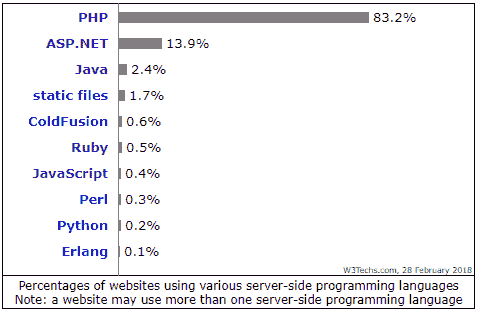 PHP 83.2%
ASP.NET 13.9%
Java 2.4%
static files 1.7%
ColdFusion 0.6%
Ruby 0.5%
JavaScript 0.4%
Perl 0.3%
Python 0.2%
Erlang 0.1%
W3Techs.com, 28 February 2018
Percentages of websites using various server-side programming languages
Note: a website may use more than one server-side programming language